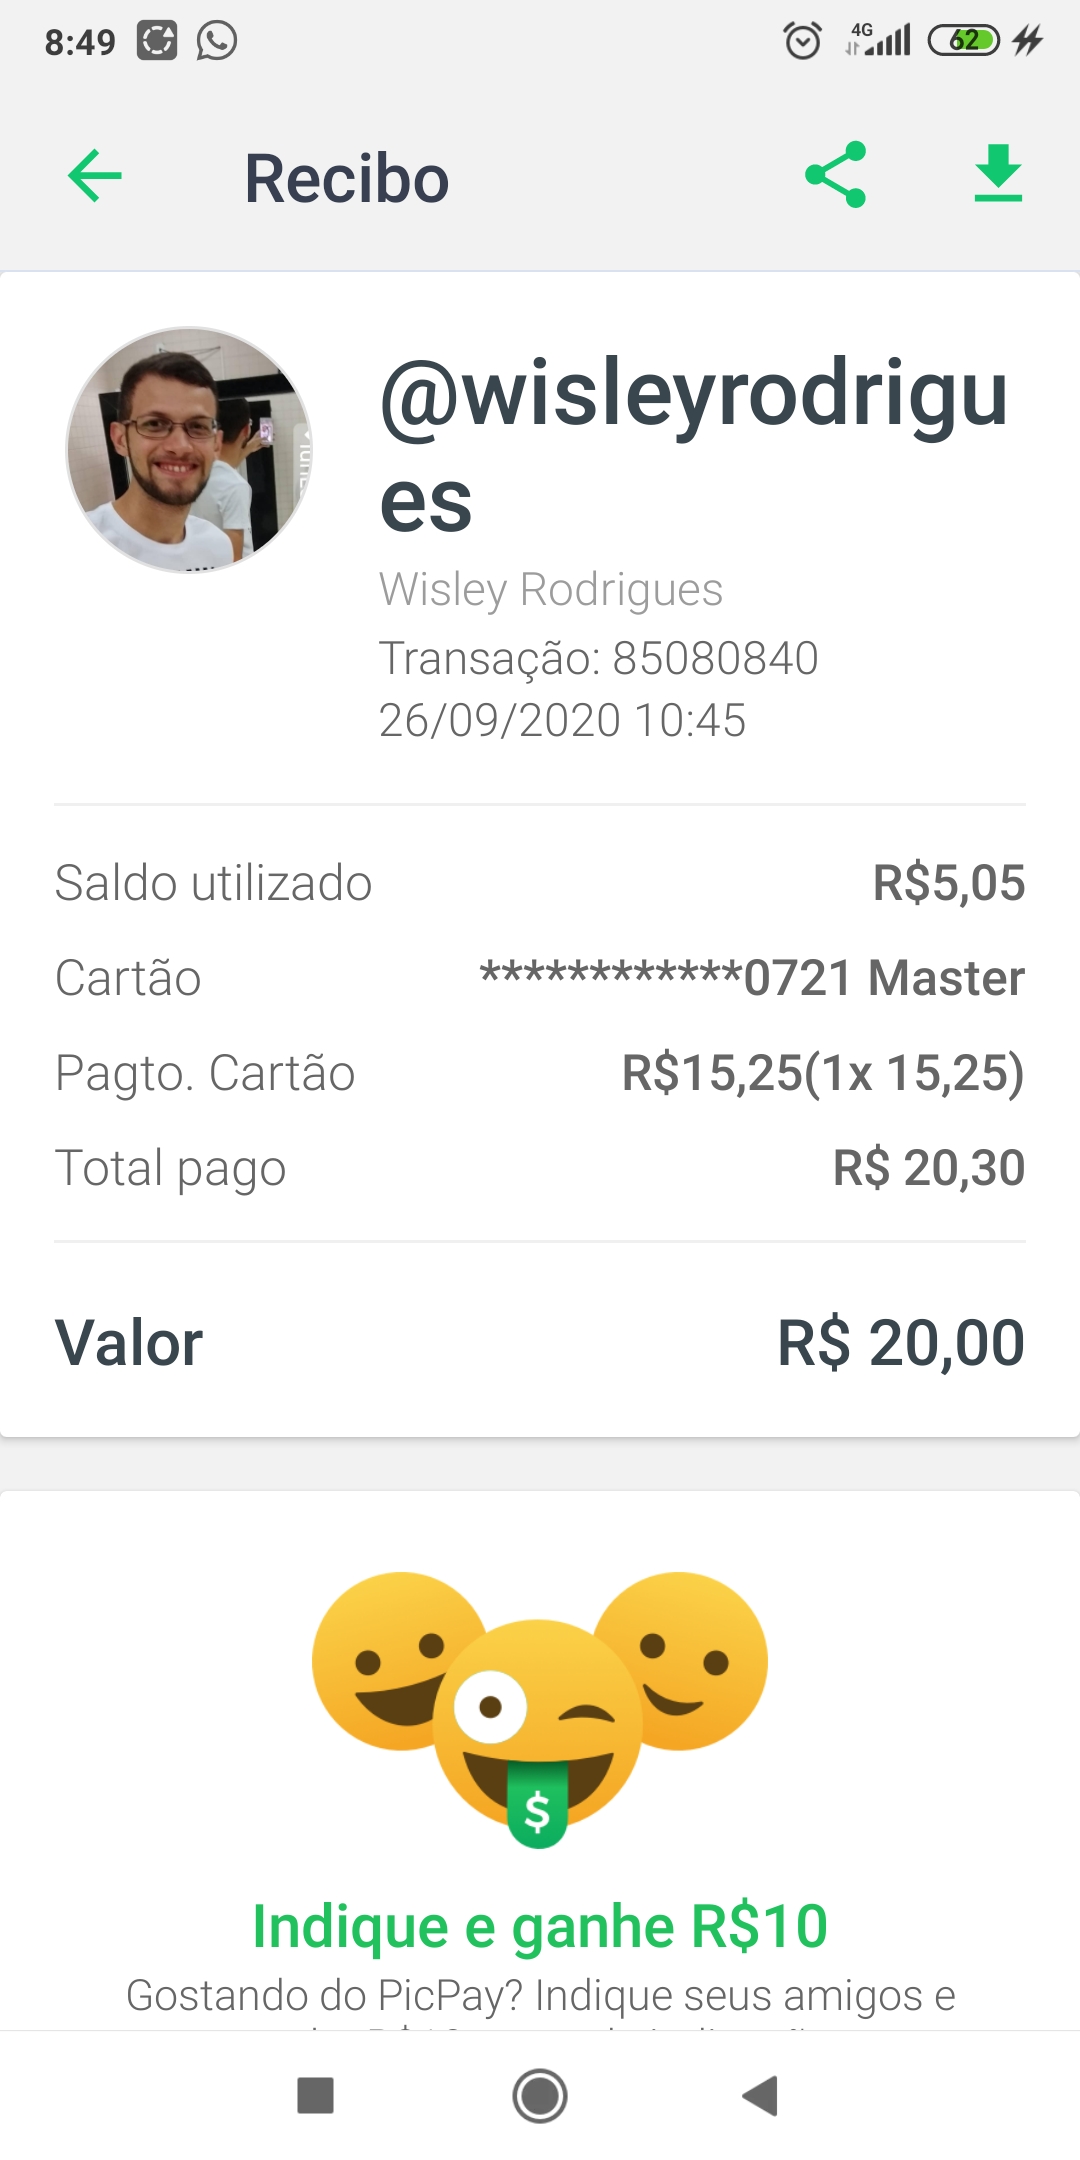 8:49
4G
62
Recibo
@wisleyrodrigu
es
Wisley Rodrigues
Transação: 85080840
26/09/2020 10:45
Saldo utilizado R$5,05
Cartão ************0721 Master
Pagto. Cartão R$15,25(1x 15,25)
Total pago R$ 20,30
Valor R$ 20,00
$
Indique e ganhe R$10
Gostando do PicPay? Indique seus amigos e